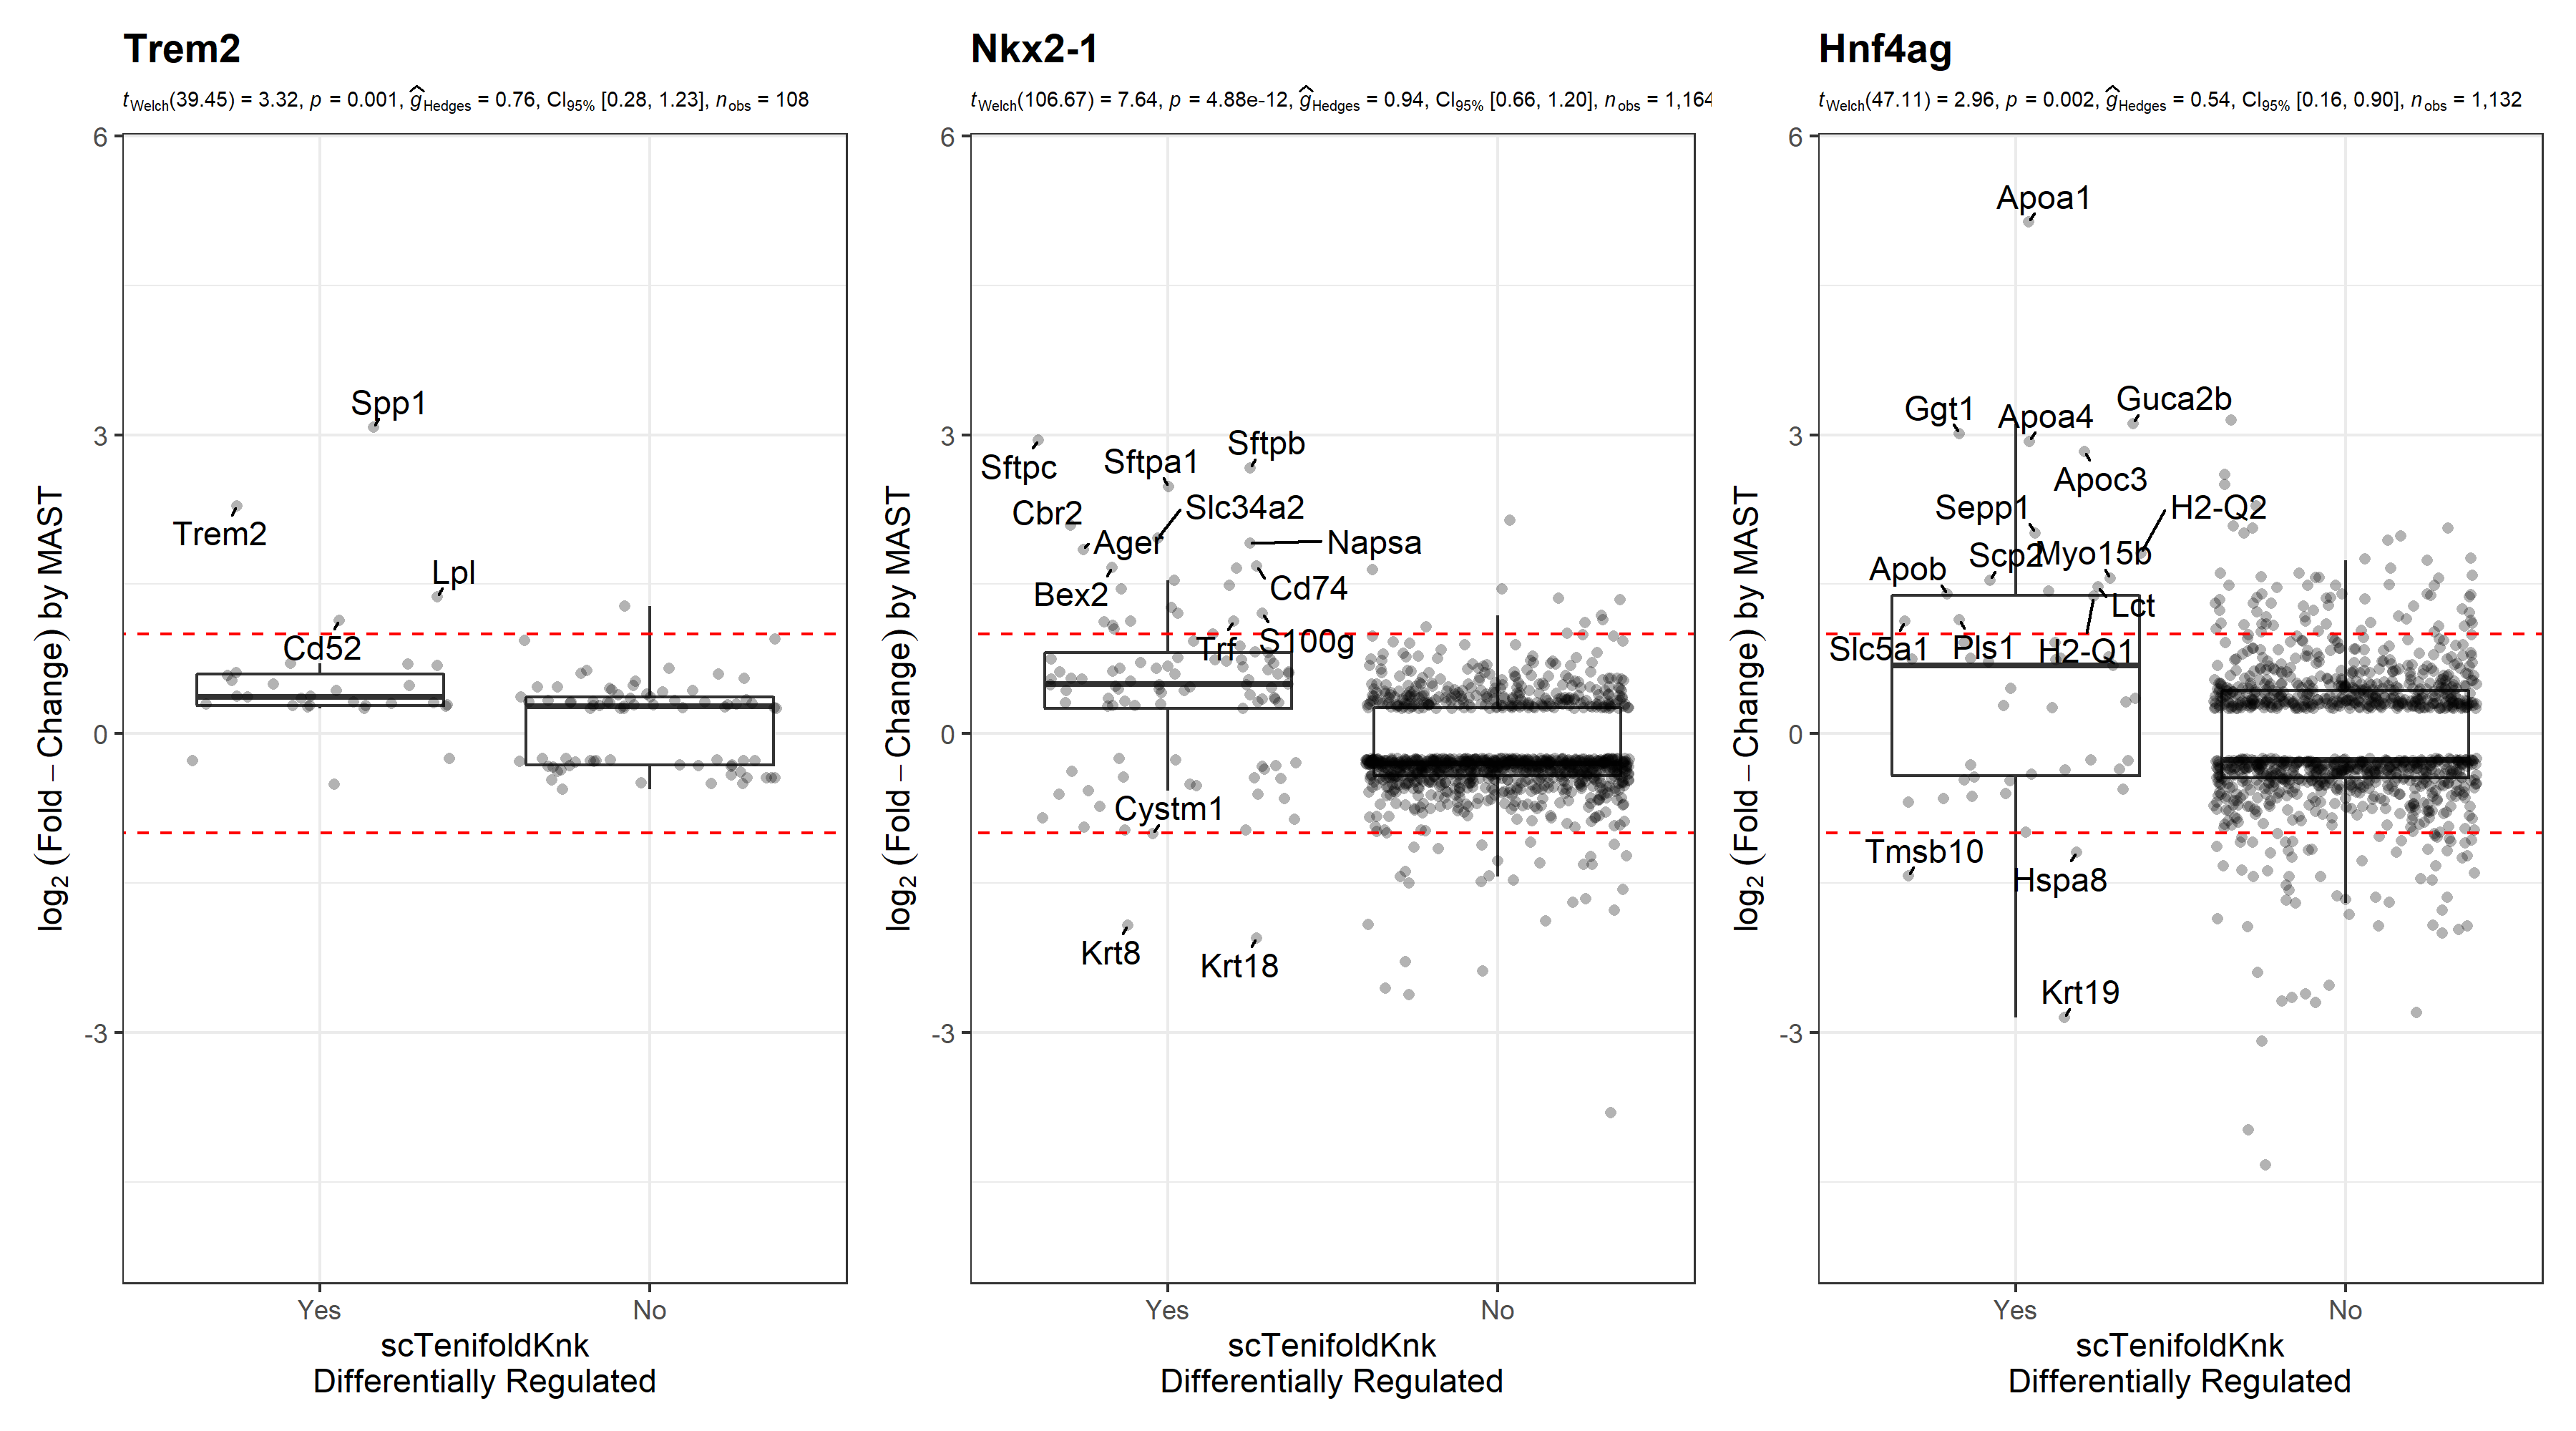 Trem2
tWelch(39.45) = 3.32, p = 0.001, ĝHedges = 0.76, CI95% [0.28, 1.23], nobs = 108
6
3
0
-3
log2 (Fold − Change) by MAST
Spp1
Trem2
Lpl
Cd52
Yes
No
scTenifoldKnk
Differentially Regulated
Nkx2-1
tWelch(106.67) = 7.64, p = 4.88e-12, ĝHedges = 0.94, CI95% [0.66, 1.20], nobs = 1,164
6
3
0
-3
log2 (Fold − Change) by MAST
Sftpb
Sftpa1
Sftpc
Slc34a2
Cbr2
Ager
Napsa
Cd74
Bex2
Trf
S100g
Cystm1
Krt8
Krt18
Yes
No
scTenifoldKnk
Differentially Regulated
Hnf4ag
tWelch(47.11) = 2.96, p = 0.002, ĝHedges = 0.54, CI95% [0.16, 0.90], nobs = 1,132
6
3
0
-3
log2 (Fold − Change) by MAST
Apoa1
Guca2b
Ggt1
Apoa4
Apoc3
Sepp1
H2-Q2
Scp2
Myo15b
Apob
Lct
Slc5a1
Pls1
H2-Q1
Tmsb10
Hspa8
Krt19
Yes
No
scTenifoldKnk
Differentially Regulated